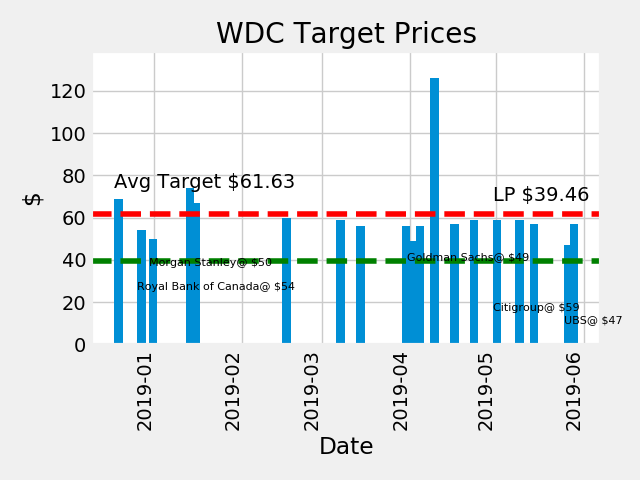 WDC Target Prices
$
120
100
80
60
40
20
0
Avg Target $61.63
LP $39.46
Morgan Stanley@ $50
Goldman Sachs@ $49
Royal Bank of Canada@ $54
Citigroup@ $59
UBS@ $47
2019-01
2019-02
2019-03
2019-04
2019-05
2019-06
Date